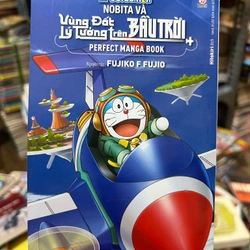 NOBITA VÀ
Vùng Đất
Lý Tưởng Trên BẦU TRỜI
PERFECT MANGA BOOK
FUJIKO F FUJIO